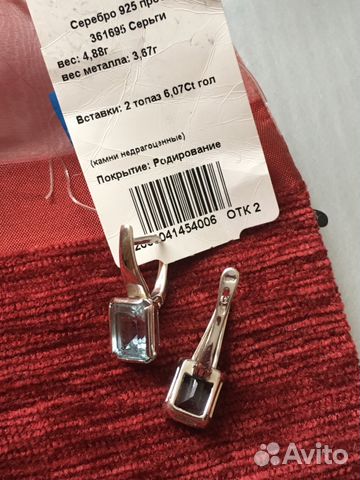 Серебро 925 про
361695 Серьги
вес: 4,88г
вес металла: 3,67г
Вставки: 2 топаз 6,07Ct гол
(камни недрагоценные)
Покрытие: Родирование
041454006 ОТК 2
Avito